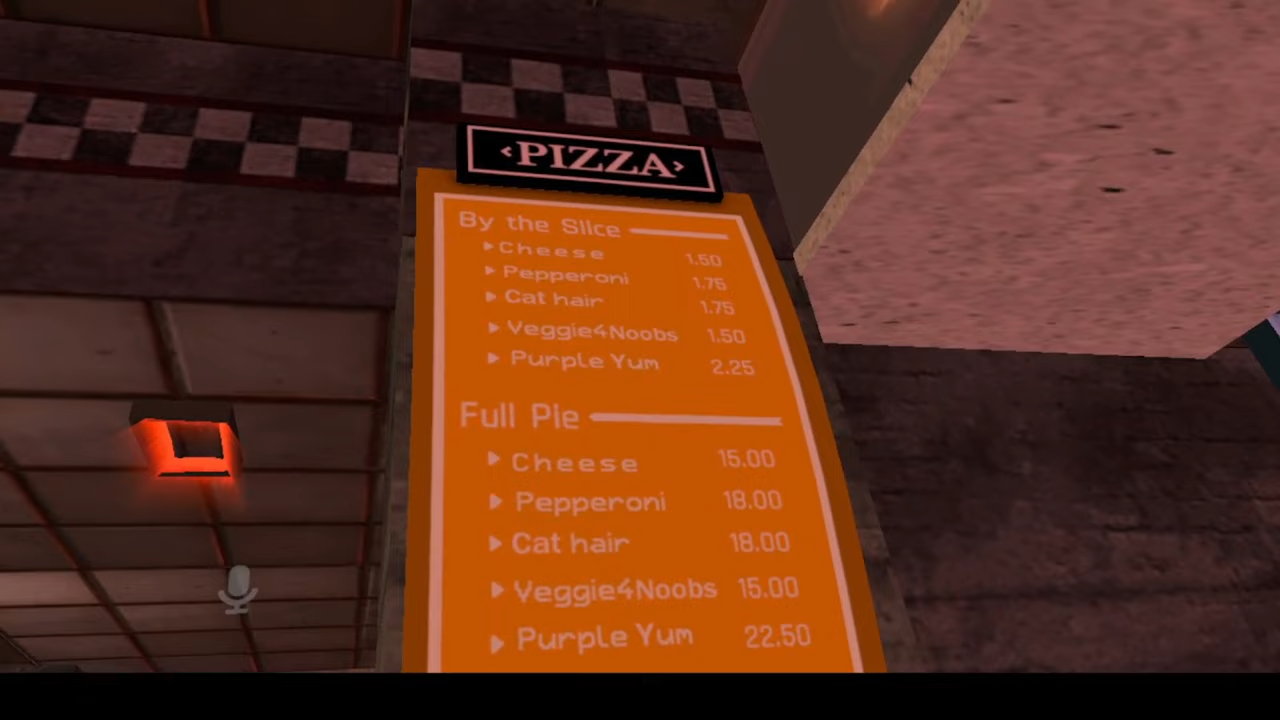 ‹PIZZA›
By the Slice
Cheese 1.50
Pepperoni 1.75
Cat hair 1.75
Veggie4Noobs 1.50
Purple Yum 2.25
Full Pie
Cheese 15.00
Pepperoni 18.00
Cat hair 18.00
Veggie4Noobs 15.00
Purple Yum 22.50